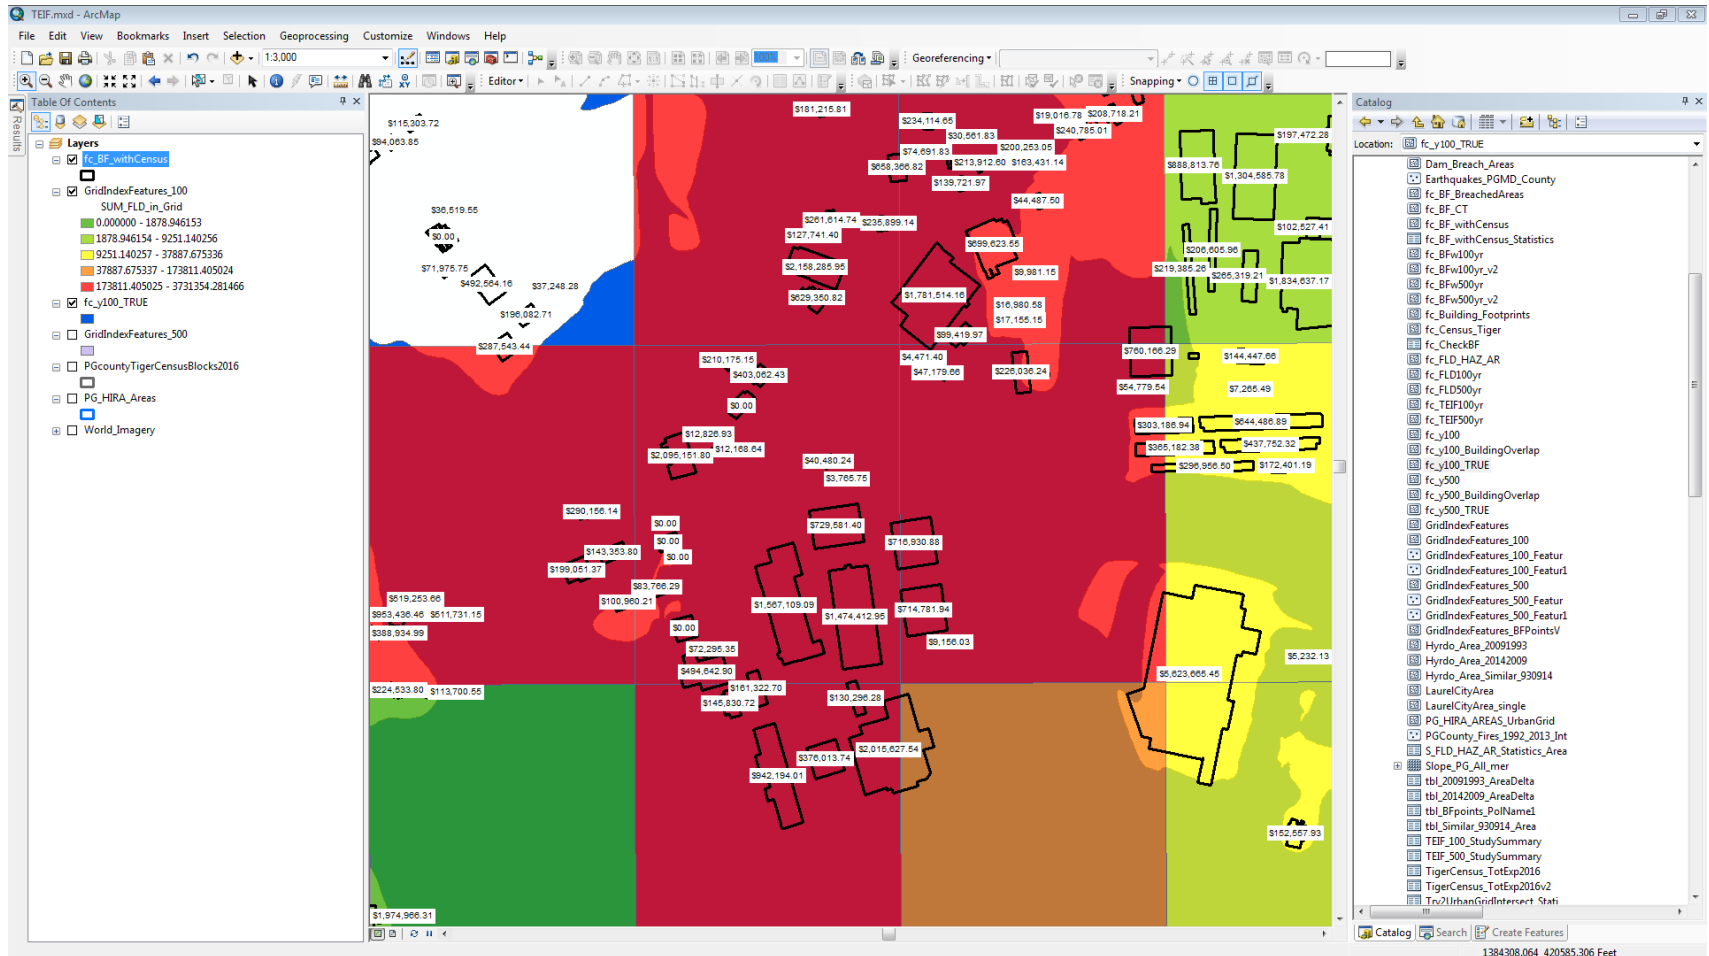 TEIF.mxd - ArcMap
File Edit View Bookmarks Insert Selection Geoprocessing Customize Windows Help
1:3,000
100%
Georeferencing
Editor
Snapping
Table Of Contents
Results
Layers
fc_BF_withCensus
GridIndexFeatures_100
SUM_FLD_in_Grid
0.000000 - 1878.946153
1878.946154 - 9251.140256
9251.140257 - 37887.675336
37887.675337 - 173811.405024
173811.405025 - 3731354.281466
fc_y100_TRUE
GridIndexFeatures_500
PGcountyTigerCensusBlocks2016
PG_HIRA_Areas
World_Imagery
$181,215.81
$115,303.72
$94,063.85
$234,114.65
$19,016.78 $208,718.21
$240,785.01
$30,561.83
$200,253.05
$74,691.83
$213,912.60 $163,431.14
$658,366.82
$139,721.97
$197,472.28
$888,813.76
$1,304,585.78
$44,487.50
$36,519.55
$0.00
$261,614.74 $235,899.14
$127,741.40
$699,623.55
$102,527.41
$206,605.96
$71,975.75
$492,564.16
$37,248.28
$2,158,285.95
$9,981.15
$219,385.26
$265,319.21
$1,834,637.17
$629,350.82
$1,781,514.16
$16,980.58
$17,155.15
$196,082.71
$99,419.97
$287,543.44
$210,175.15
$403,062.43
$4,471.40
$47,179.66
$226,036.24
$760,166.29
$144,447.66
$54,779.54
$7,265.49
$0.00
$12,826.93
$12,168.64
$2,095,151.80
$303,186.94
$644,486.89
$365,182.38
$437,752.32
$296,956.50
$172,401.19
$40,480.24
$3,765.75
$290,156.14
$0.00
$0.00
$0.00
$729,581.40
$716,930.88
$143,353.80
$199,051.37
$83,766.29
$100,960.21
$519,253.66
$953,436.46 $511,731.15
$388,934.99
$1,567,109.09
$1,474,412.95
$714,781.94
$9,156.03
$0.00
$72,295.35
$494,642.90
$5,232.13
$5,623,665.45
$224,533.80 $113,700.55
$161,322.70
$145,830.72
$130,296.28
$376,013.74
$2,015,627.54
$942,194.01
$152,557.93
$1,974,966.31
Catalog
Location: fc_y100_TRUE
Dam_Breach_Areas
Earthquakes_PGMD_County
fc_BF_BreachedAreas
fc_BF_CT
fc_BF_withCensus
fc_BF_withCensus_Statistics
fc_BFw100yr
fc_BFw100yr_v2
fc_BFw500yr
fc_BFw500yr_v2
fc_Building_Footprints
fc_Census_Tiger
fc_CheckBF
fc_FLD_HAZ_AR
fc_FLD100yr
fc_FLD500yr
fc_TEIF100yr
fc_TEIF500yr
fc_y100
fc_y100_BuildingOverlap
fc_y100_TRUE
fc_y500
fc_y500_BuildingOverlap
fc_y500_TRUE
GridIndexFeatures
GridIndexFeatures_100
GridIndexFeatures_100_Featur
GridIndexFeatures_100_Featur1
GridIndexFeatures_500
GridIndexFeatures_500_Featur
GridIndexFeatures_500_Featur1
GridIndexFeatures_BFPointsV
Hyrdo_Area_20091993
Hyrdo_Area_20142009
Hyrdo_Area_Similar_930914
LaurelCityArea
LaurelCityArea_single
PG_HIRA_AREAS_UrbanGrid
PGCounty_Fires_1992_2013_Int
S_FLD_HAZ_AR_Statistics_Area
Slope_PG_All_mer
tbl_20091993_AreaDelta
tbl_20142009_AreaDelta
tbl_BFpoints_PolName1
tbl_Similar_930914_Area
TEIF_100_StudySummary
TEIF_500_StudySummary
TigerCensus_TotExp2016
TigerCensus_TotExp2016v2
Try2UrbanGridIntersect_Stati
Catalog Search Create Features
1384308.064 420585.306 Feet